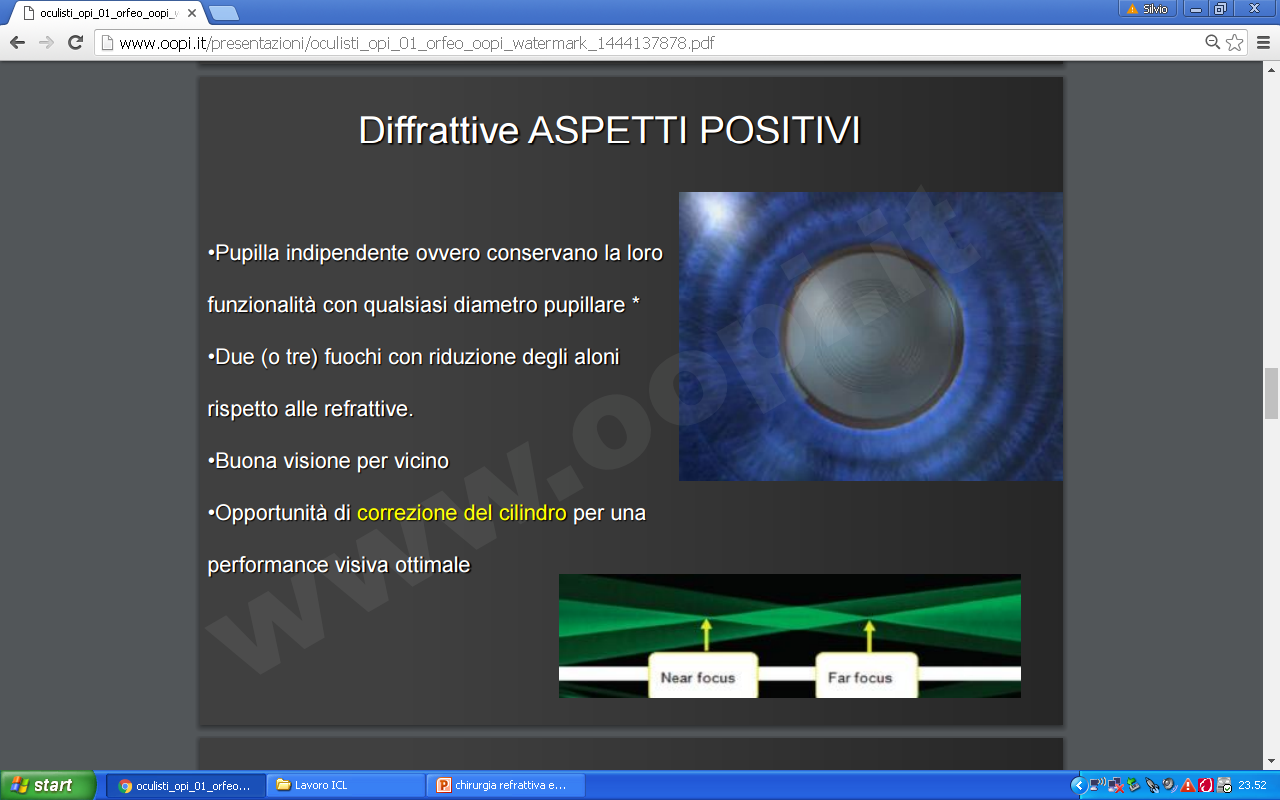 oculisti_opi_01_orfeo_oopi_w
Silvio
www.oopi.it/presentazioni/oculisti_opi_01_orfeo_oopi_watermark_1444137878.pdf
Diffrattive ASPETTI POSITIVI
•Pupilla indipendente ovvero conservano la loro
funzionalità con qualsiasi diametro pupillare *
•Due (o tre) fuochi con riduzione degli aloni
rispetto alle refrattive.
•Buona visione per vicino
•Opportunità di correzione del cilindro per una
performance visiva ottimale
www.oopi.it
Near focus
Far focus
start
oculisti_opi_01_orfeo...
Lavoro ICL
chirurgia refrattiva e...
23.52